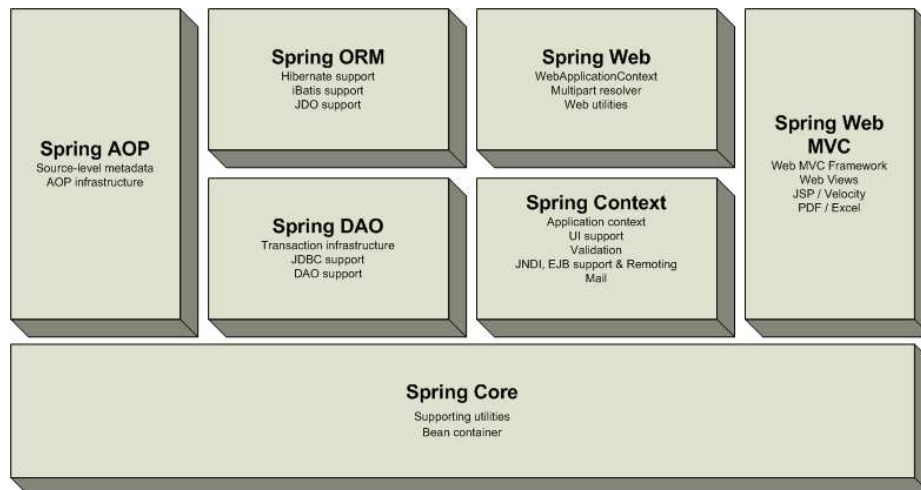 Spring AOP
Source-level metadata
AOP infrastructure
Spring ORM
Hibernate support
iBatis support
JDO support
Spring Web
WebApplicationContext
Multipart resolver
Web utilities
Spring Web
MVC
Web MVC Framework
Web Views
JSP / Velocity
PDF / Excel
Spring DAO
Transaction infrastructure
JDBC support
DAO support
Spring Context
Application context
UI support
Validation
JNDI, EJB support & Remoting
Mail
Spring Core
Supporting utilities
Bean container